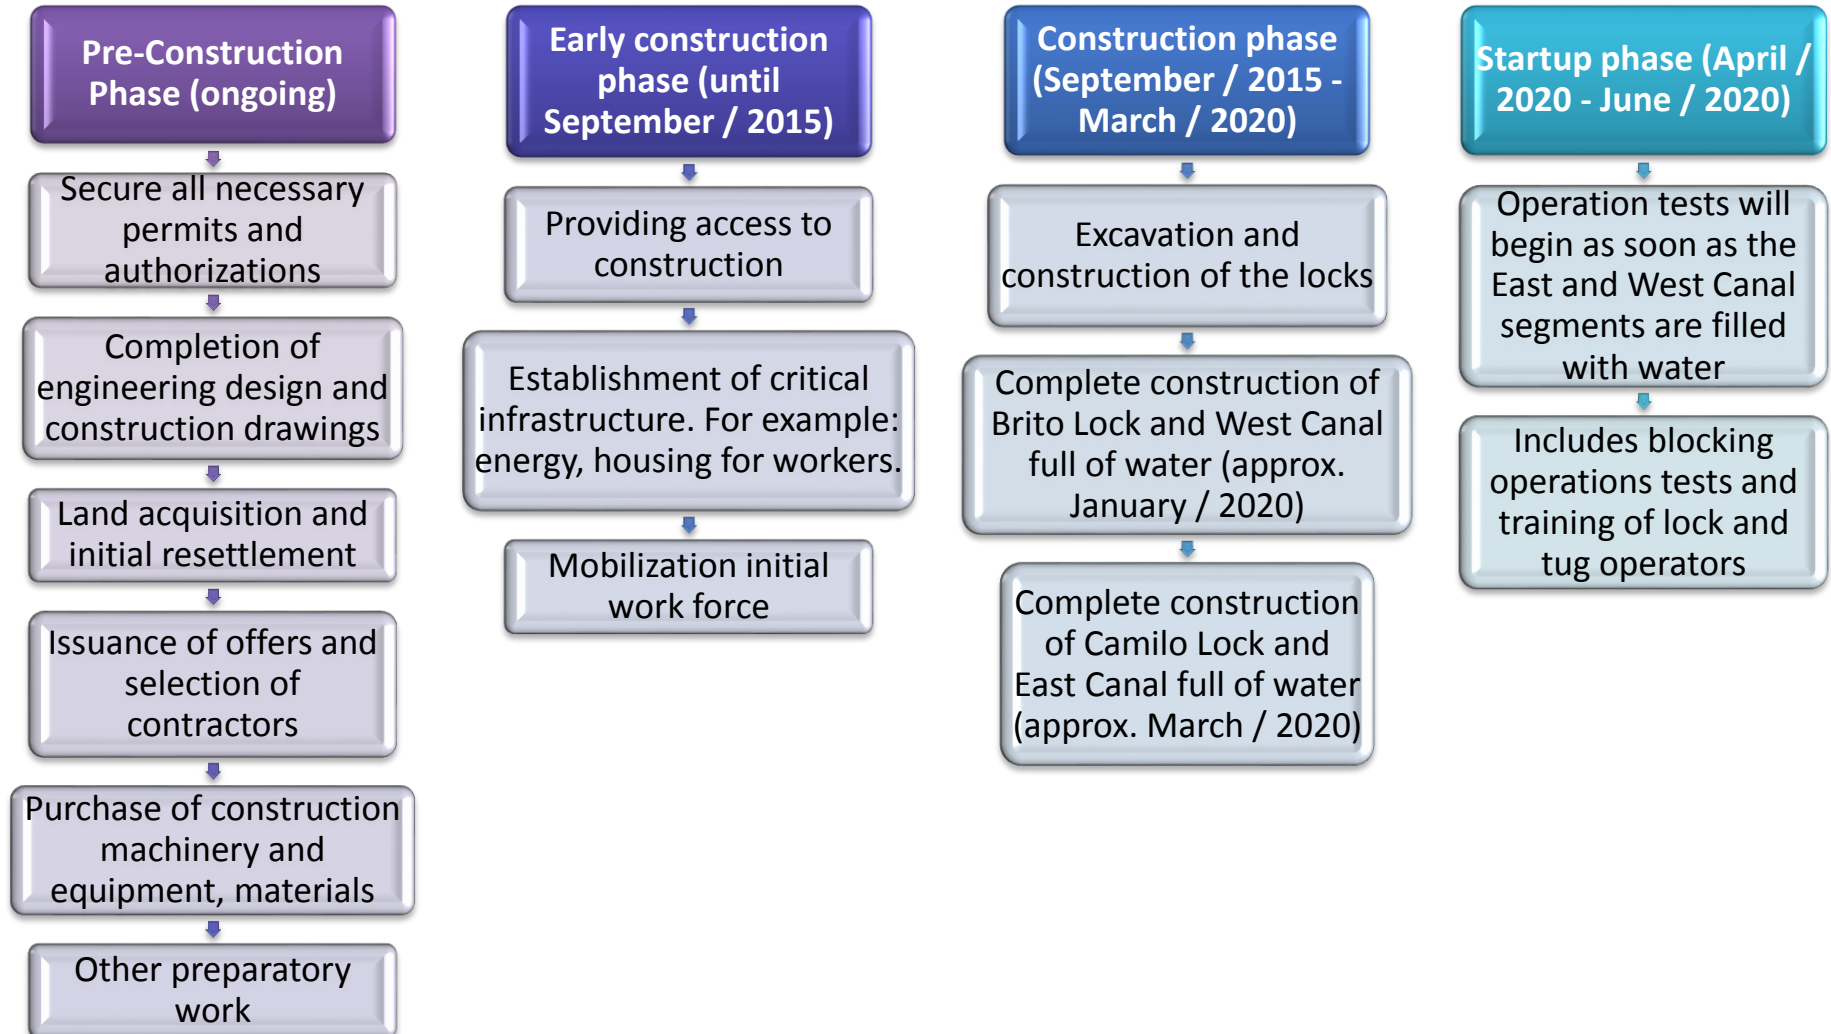 Pre-Construction
Phase (ongoing)
Secure all necessary
permits and
authorizations
Completion of
engineering design and
construction drawings
Land acquisition and
initial resettlement
Issuance of offers and
selection of
contractors
Purchase of construction
machinery and
equipment, materials
Other preparatory
work
Early construction
phase (until
September / 2015)
Providing access to
construction
Establishment of critical
infrastructure. For example:
energy, housing for workers.
Mobilization initial
work force
Construction phase
(September / 2015 -
March / 2020)
Excavation and
construction of the locks
Complete construction of
Brito Lock and West Canal
full of water (approx.
January / 2020)
Complete construction
of Camilo Lock and
East Canal full of water
(approx. March / 2020)
Startup phase (April /
2020 - June / 2020)
Operation tests will
begin as soon as the
East and West Canal
segments are filled
with water
Includes blocking
operations tests and
training of lock and
tug operators